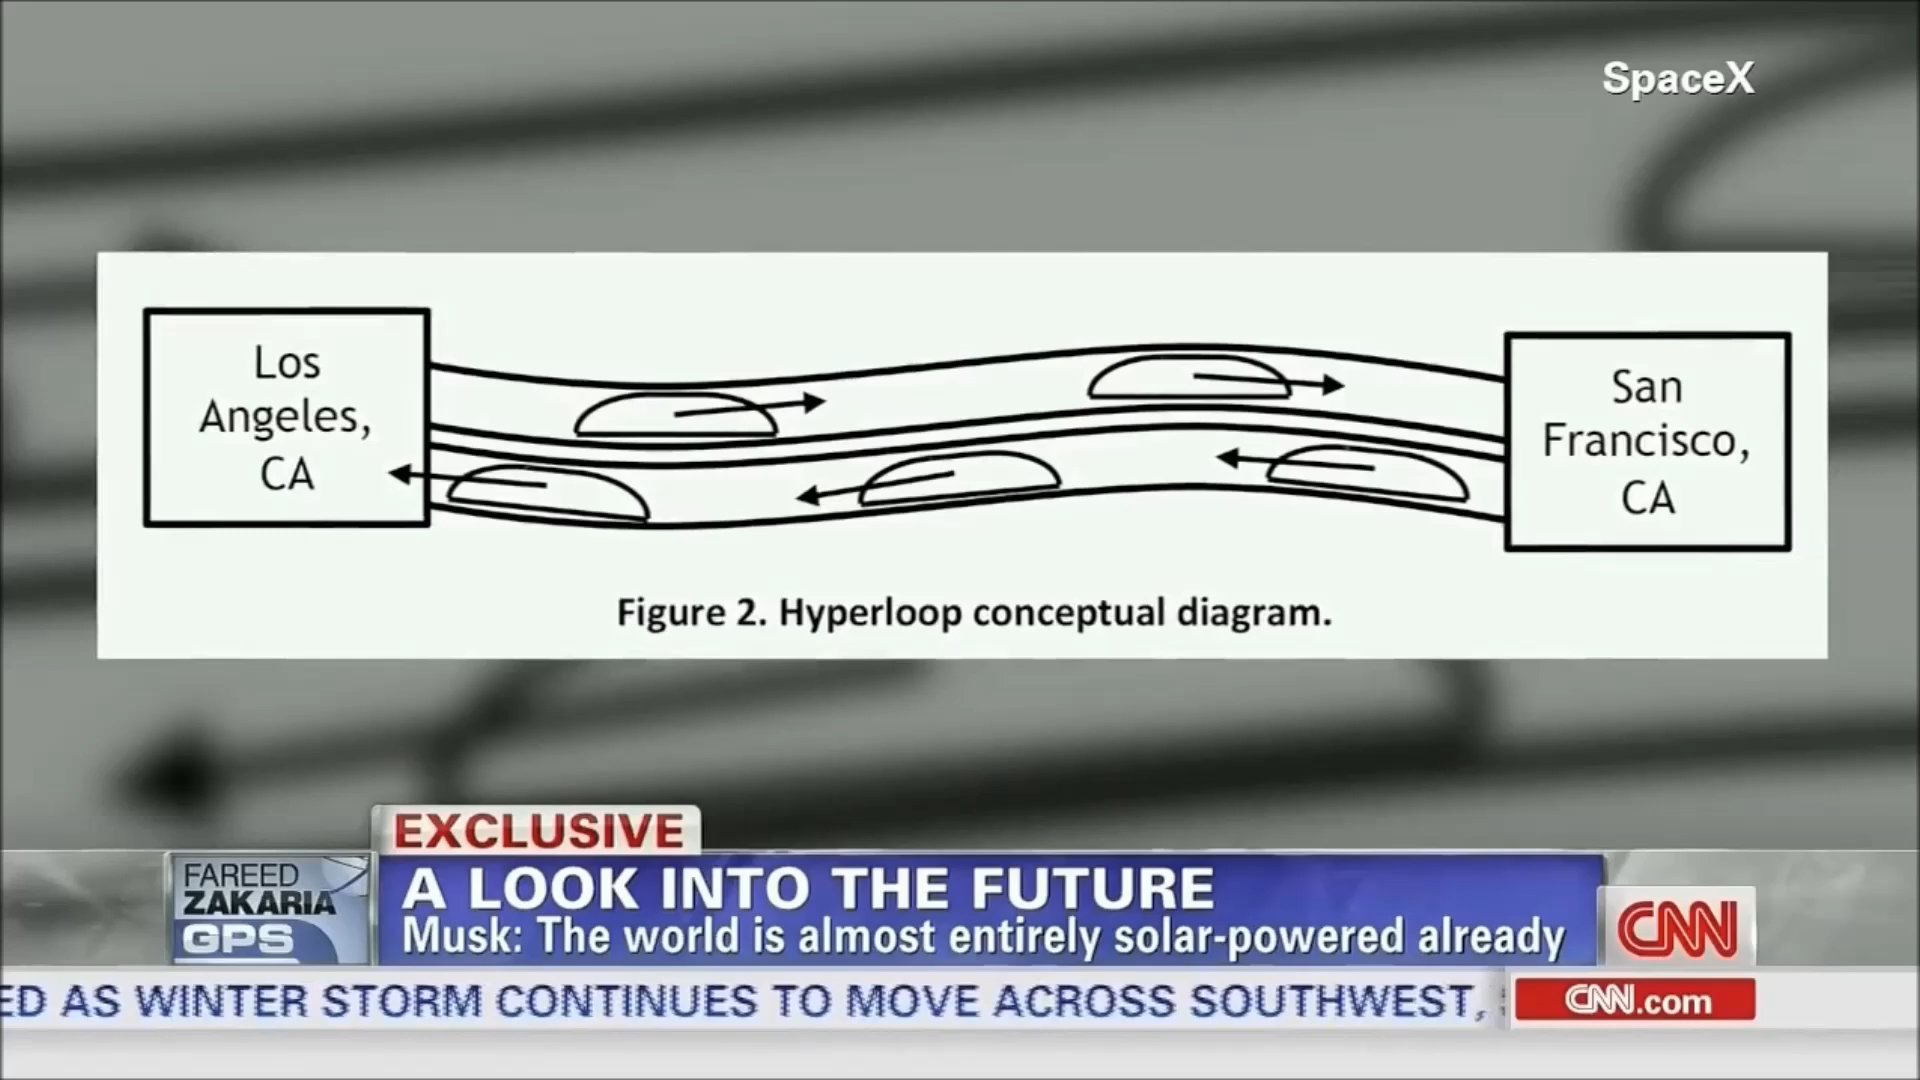 SpaceX
Los
Angeles,
CA
San
Francisco,
CA
Figure 2. Hyperloop conceptual diagram.
EXCLUSIVE
FAREED
ZAKARIA
GPS
A LOOK INTO THE FUTURE
Musk: The world is almost entirely solar-powered already
CNN
ED AS WINTER STORM CONTINUES TO MOVE ACROSS SOUTHWEST,
CNN.com